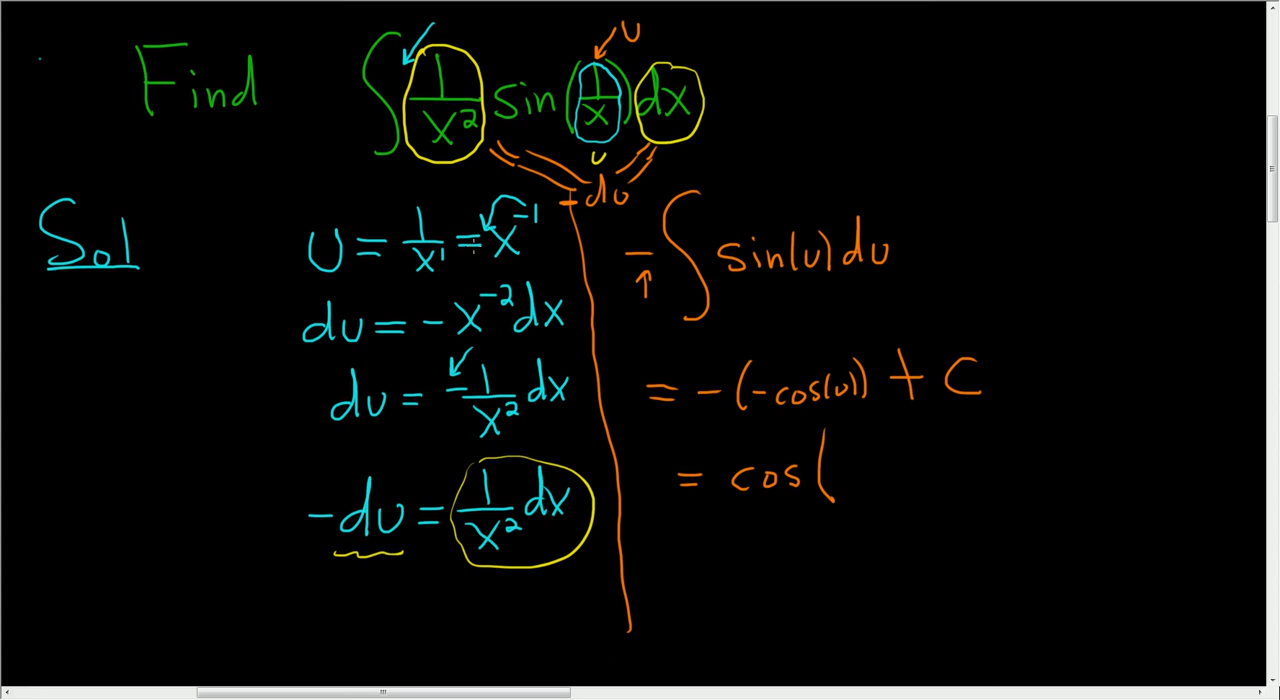 Find ∫ 1/x² sin(1/x) dx
u
u
-du
Sol
u = 1/x¹ = x⁻¹
du = -x⁻² dx
du = -1/x² dx
-du = 1/x² dx
- ∫ sin(u) du
= -(-cos(u)) + C
= cos(